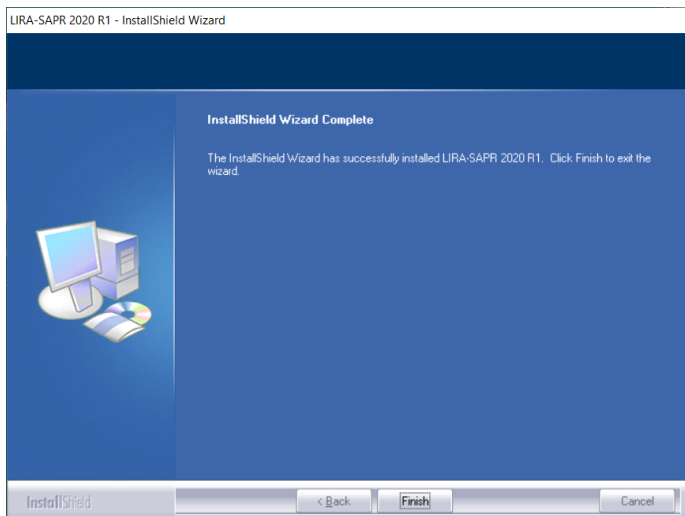 LIRA-SAPR 2020 R1 - InstallShield Wizard
InstallShield Wizard Complete
The InstallShield Wizard has successfully installed LIRA-SAPR 2020 R1. Click Finish to exit the
wizard.
InstallShield
< Back
Finish
Cancel